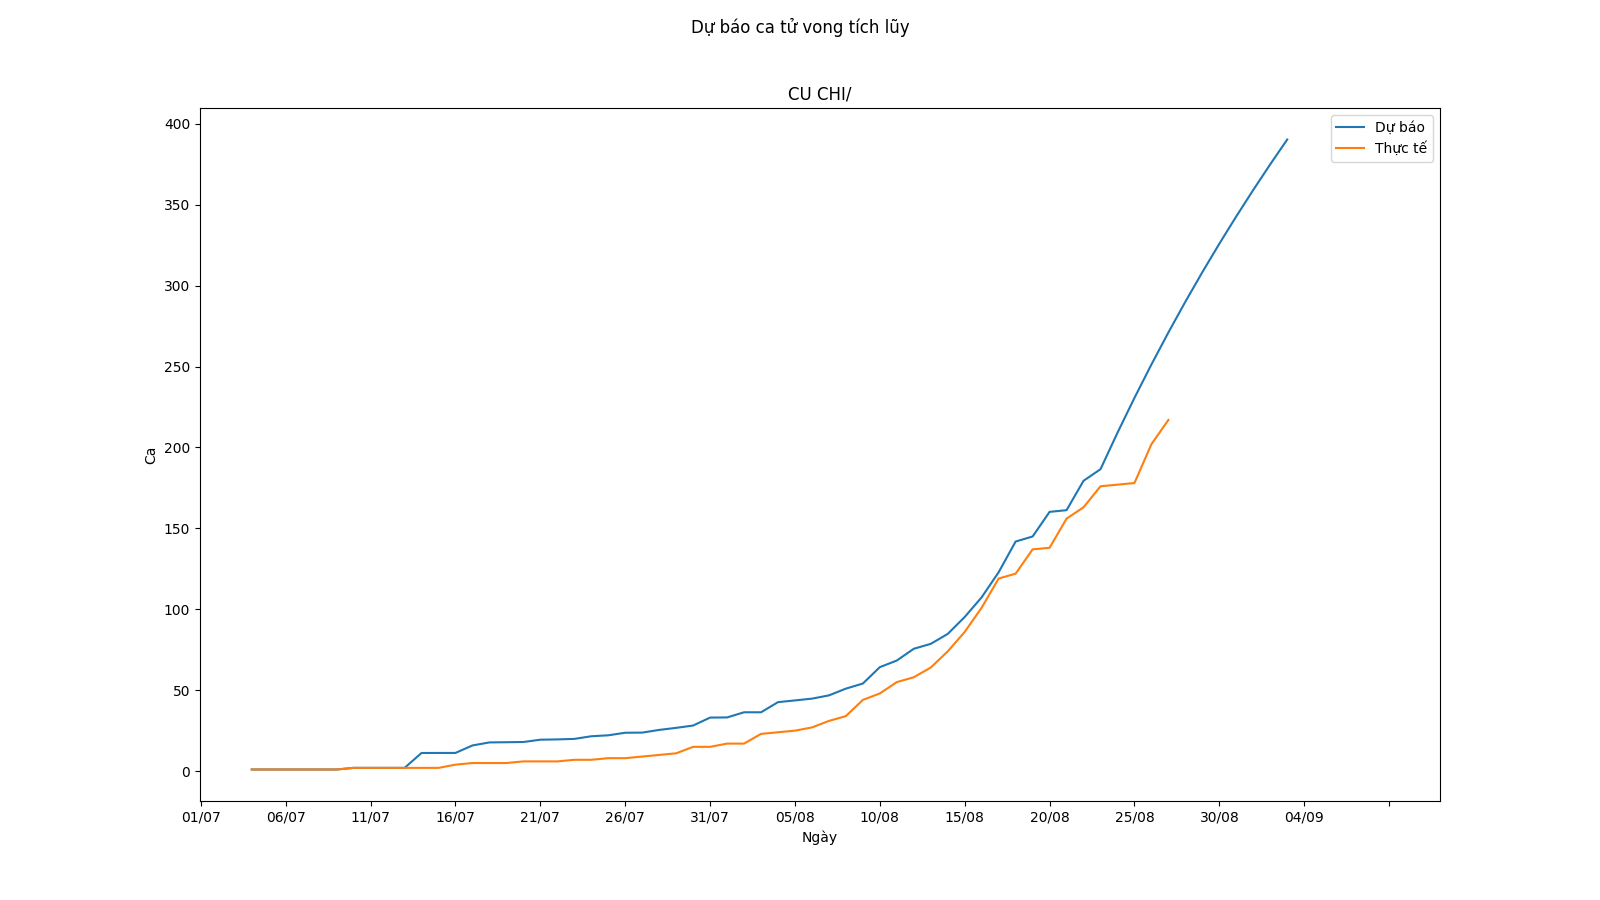 Dự báo ca tử vong tích lũy
CU CHI/
Dự báo
Thực tế
400
350
300
250
200
150
100
50
0
Ca
01/07 06/07 11/07 16/07 21/07 26/07 31/07 05/08 10/08 15/08 20/08 25/08 30/08 04/09
Ngày